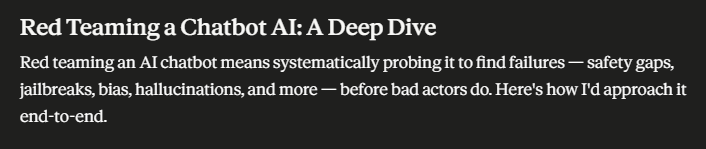 Red Teaming a Chatbot AI: A Deep Dive
Red teaming an AI chatbot means systematically probing it to find failures — safety gaps,
jailbreaks, bias, hallucinations, and more — before bad actors do. Here's how I'd approach it
end-to-end.